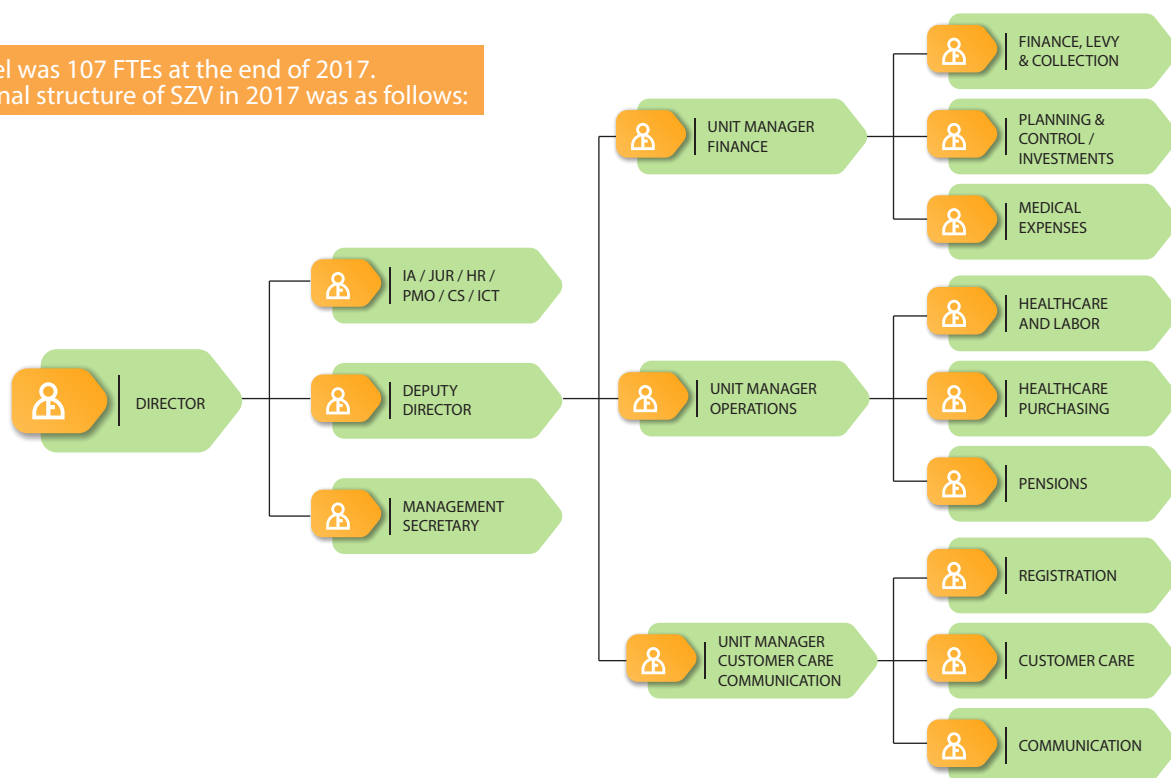 was 107 FTEs at the end of 2017.
structure of SZV in 2017 was as follows:
DIRECTOR
IA / JUR / HR /
PMO / CS / ICT
DEPUTY
DIRECTOR
MANAGEMENT
SECRETARY
UNIT MANAGER
FINANCE
FINANCE, LEVY
& COLLECTION
PLANNING &
CONTROL /
INVESTMENTS
MEDICAL
EXPENSES
UNIT MANAGER
OPERATIONS
HEALTHCARE
AND LABOR
HEALTHCARE
PURCHASING
PENSIONS
UNIT MANAGER
CUSTOMER CARE
COMMUNICATION
REGISTRATION
CUSTOMER CARE
COMMUNICATION